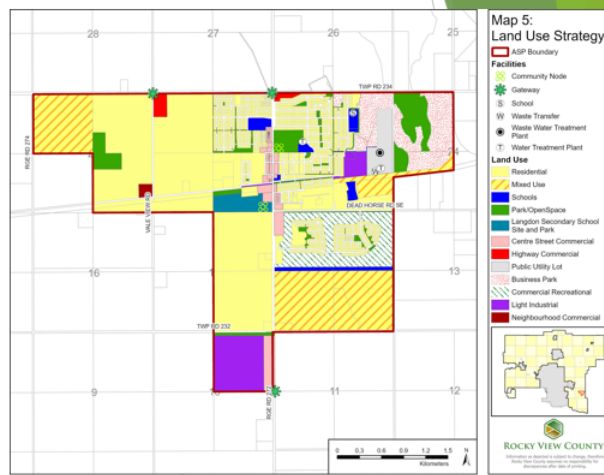 Map 5:
Land Use Strategy
ASP Boundary
Facilities
Community Node
Gateway
S School
W Waste Transfer
Waste Water Treatment
Plant
T Water Treatment Plant
Land Use
Residential
Mixed Use
Schools
Park/OpenSpace
Langdon Secondary School
Site and Park
Centre Street Commercial
Highway Commercial
Public Utility Lot
Business Park
Commercial Recreational
Light Industrial
Neighbourhood Commercial
ROCKY VIEW COUNTY
28
27
26
25
TWP RD 234
RGE RD 274
24
VALE VIEW RD
DEAD HORSE RD SE
16
13
TWP RD 232
9
11
12
0 0.3 0.6 0.9 1.2 1.5
Kilometers
N